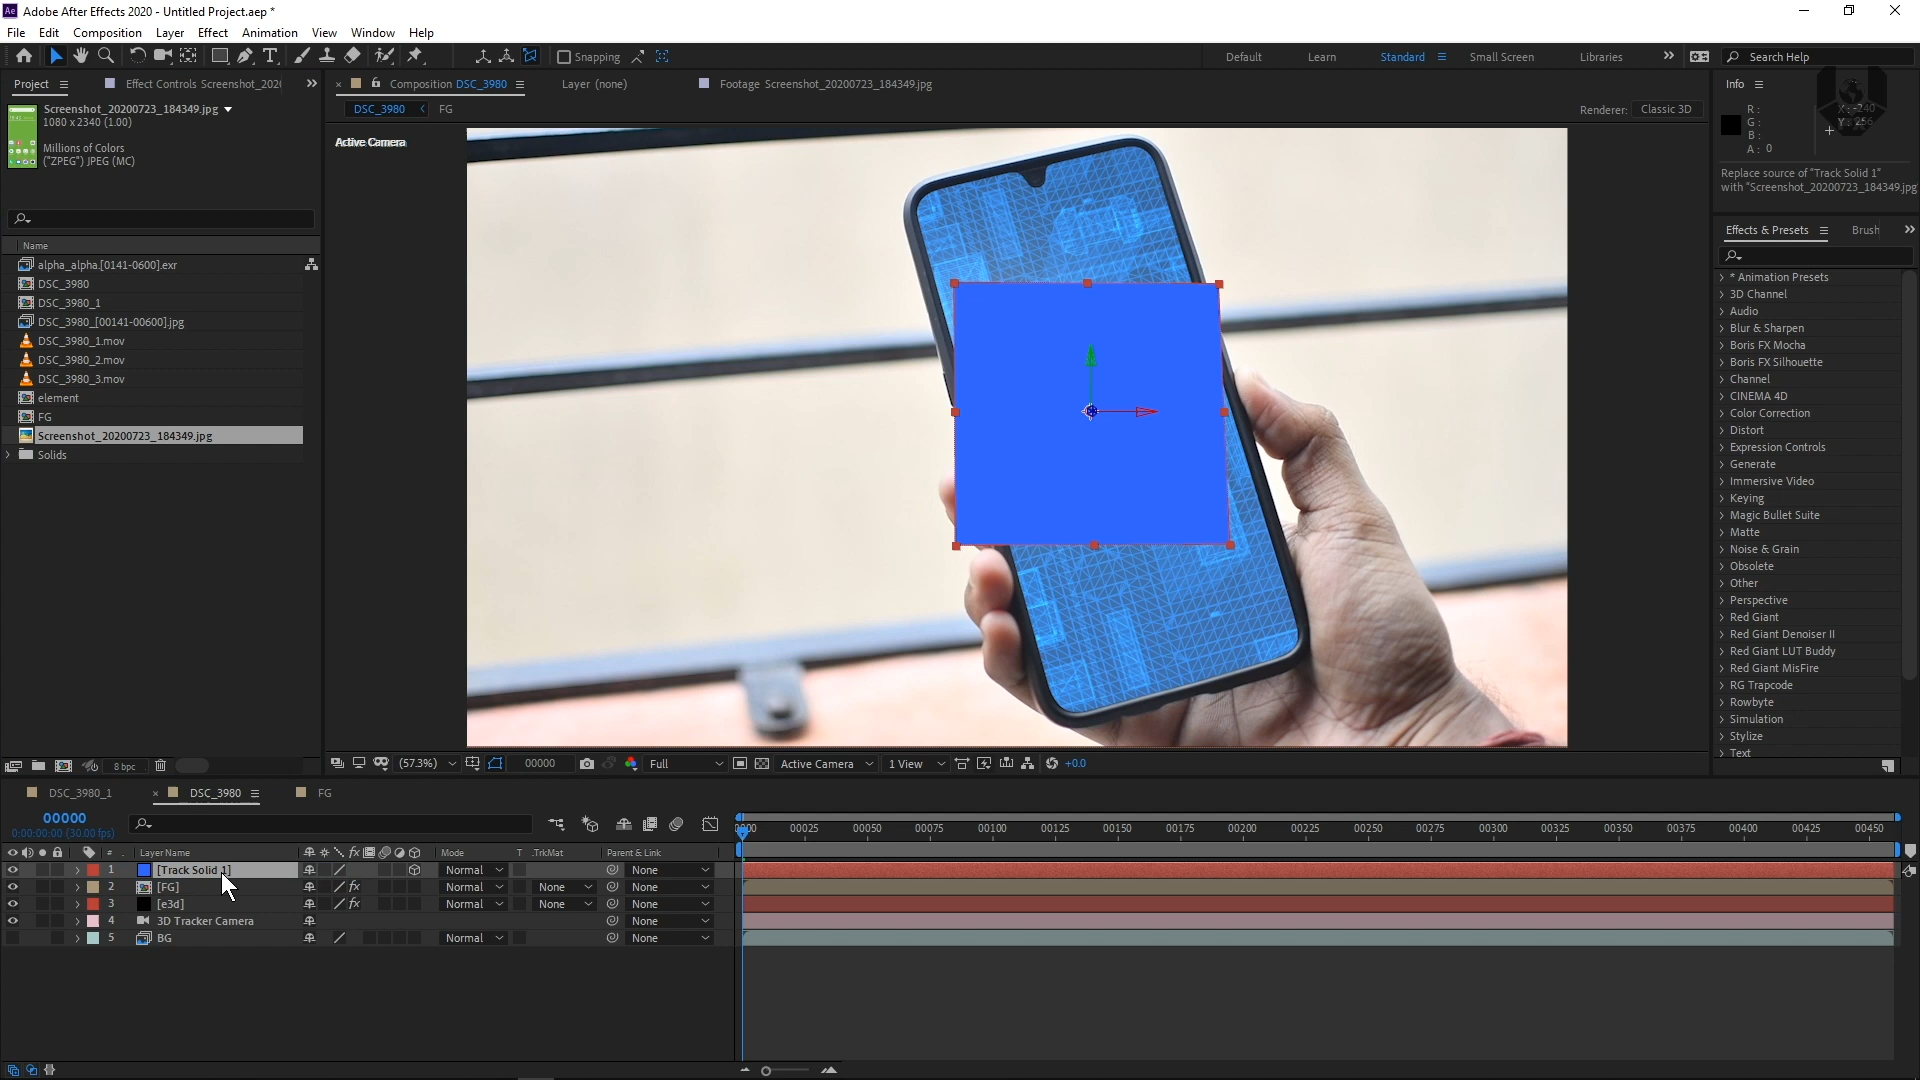 Adobe After Effects 2020 - Untitled Project.aep *
File Edit Composition Layer Effect Animation View Window Help
Snapping
Default Learn Standard Small Screen Libraries
Search Help
Project
Effect Controls Screenshot_202
Composition DSC_3980
Layer (none)
Footage Screenshot_20200723_184349.jpg
DSC_3980 FG
Renderer: Classic 3D
Active Camera
Screenshot_20200723_184349.jpg
1080 x 2340 (1.00)
Millions of Colors
("ZPEG") JPEG (MC)
Name
alpha_alpha.[0141-0600].exr
DSC_3980
DSC_3980_1
DSC_3980_[00141-00600].jpg
DSC_3980_1.mov
DSC_3980_2.mov
DSC_3980_3.mov
element
FG
Screenshot_20200723_184349.jpg
Solids
8 bpc
(57.3%) 00000 Full Active Camera 1 View +0.0
Info
R:
G:
B:
A: 0
X: -240
Y: 256
Replace source of "Track Solid 1"
with "Screenshot_20200723_184349.jpg
Effects & Presets
Brush
* Animation Presets
3D Channel
Audio
Blur & Sharpen
Boris FX Mocha
Boris FX Silhouette
Channel
CINEMA 4D
Color Correction
Distort
Expression Controls
Generate
Immersive Video
Keying
Magic Bullet Suite
Matte
Noise & Grain
Obsolete
Other
Perspective
Red Giant
Red Giant Denoiser II
Red Giant LUT Buddy
Red Giant MisFire
RG Trapcode
Rowbyte
Simulation
Stylize
Text
DSC_3980_1 DSC_3980 FG
00000
0:00:00:00 (30.00 fps)
00025 00050 00075 00100 00125 00150 00175 00200 00225 00250 00275 00300 00325 00350 00375 00400 00425 00450
# Layer Name Mode T .TrkMat Parent & Link
1 [Track Solid 1] Normal None
2 [FG] Normal None None
3 [e3d] Normal None None
4 3D Tracker Camera None
5 BG Normal None